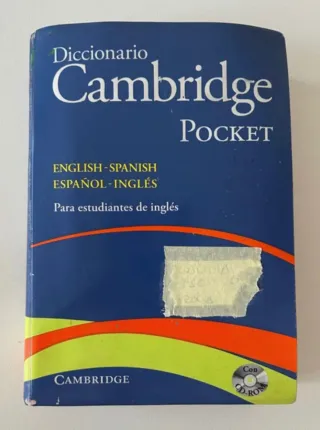 Diccionario
Cambridge
POCKET
ENGLISH - SPANISH
ESPAÑOL - INGLÉS
Para estudiantes de inglés
CAMBRIDGE
Con
CD-ROM